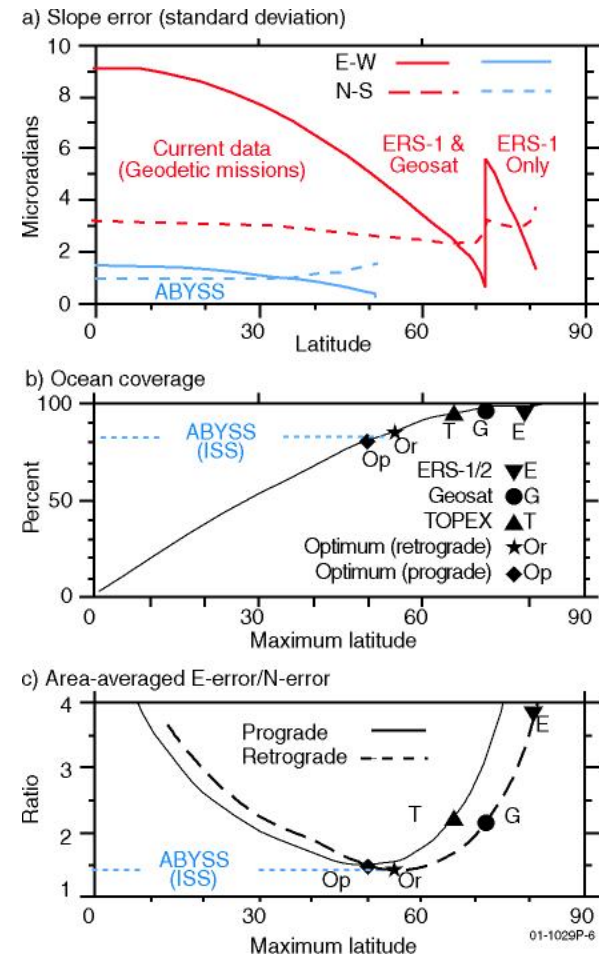 a) Slope error (standard deviation)
10
8
6
4
2
0
Microradians
E-W
N-S
Current data
(Geodetic missions)
ERS-1 &
Geosat
ERS-1
Only
ABYSS
0 30 60 90
Latitude
b) Ocean coverage
100
50
0
Percent
ABYSS
(ISS)
T G E
Op Or
ERS-1/2 E
Geosat G
TOPEX T
Optimum (retrograde) Or
Optimum (prograde) Op
0 30 60 90
Maximum latitude
c) Area-averaged E-error/N-error
4
3
2
1
Ratio
Prograde
Retrograde
E
T G
ABYSS
(ISS)
Op Or
0 30 60 90
Maximum latitude
01-1029P-6